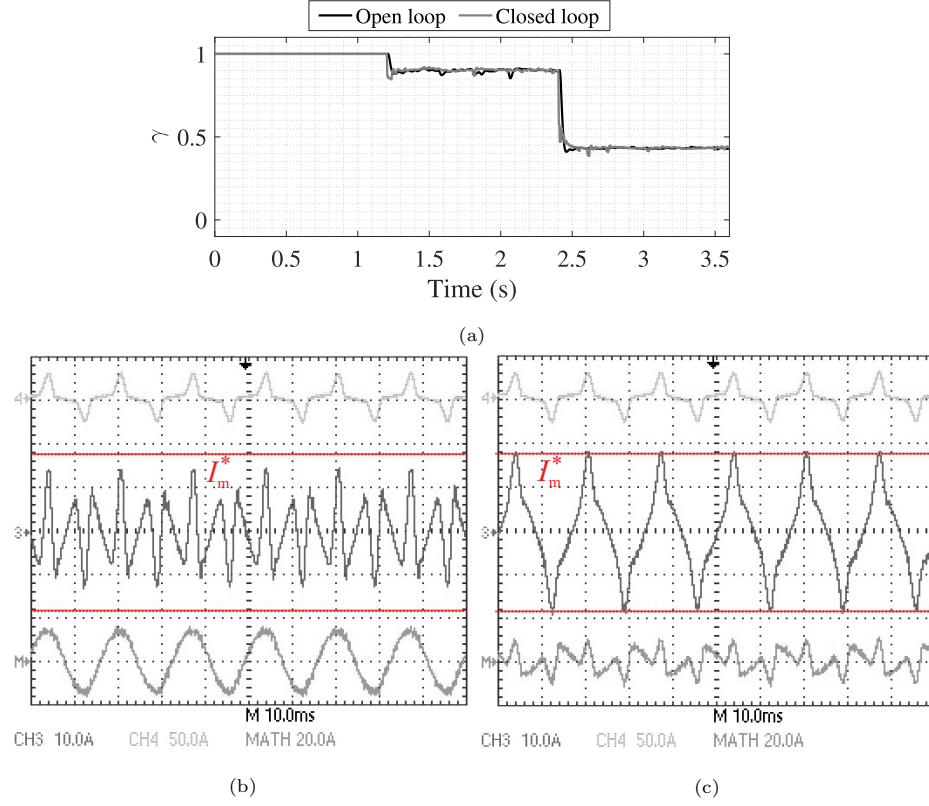 Open loop Closed loop
1
0.5
0
γ
0 0.5 1 1.5 2 2.5 3 3.5
Time (s)
(a)
4
I*m
3
M
M 10.0ms
CH3 10.0A CH4 50.0A MATH 20.0A
(b)
4
I*m
3
M
M 10.0ms
CH3 10.0A CH4 50.0A MATH 20.0A
(c)